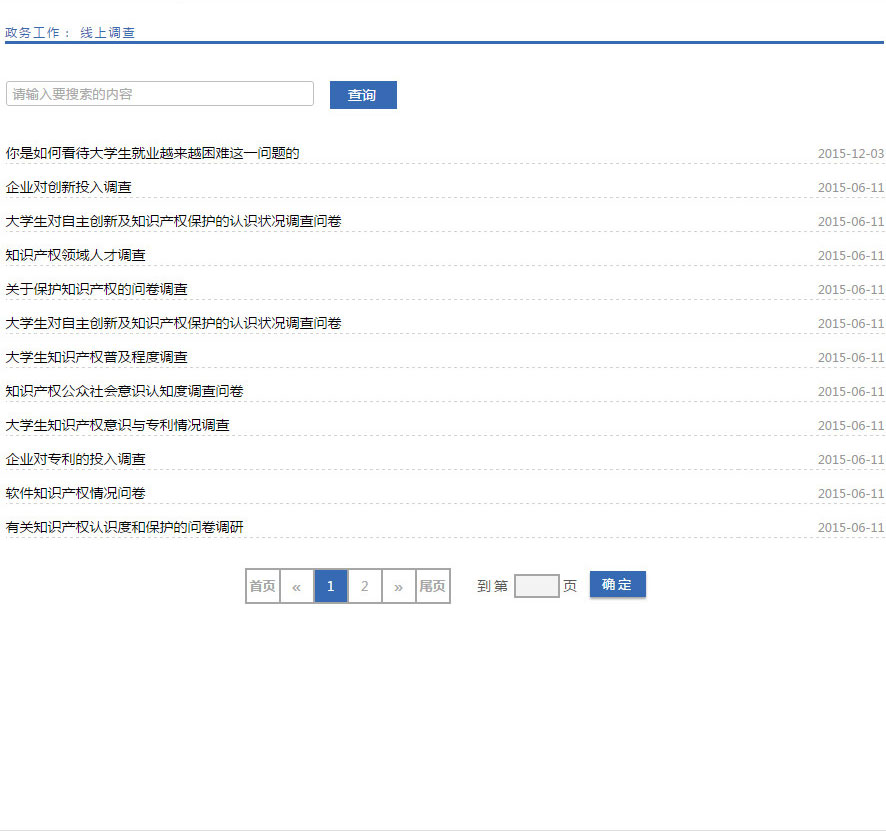 政务工作： 线上调查
请输入要搜索的内容 查询
你是如何看待大学生就业越来越困难这一问题的 2015-12-03
企业对创新投入调查 2015-06-11
大学生对自主创新及知识产权保护的认识状况调查问卷 2015-06-11
知识产权领域人才调查 2015-06-11
关于保护知识产权的问卷调查 2015-06-11
大学生对自主创新及知识产权保护的认识状况调查问卷 2015-06-11
大学生知识产权普及程度调查 2015-06-11
知识产权公众社会意识认知度调查问卷 2015-06-11
大学生知识产权意识与专利情况调查 2015-06-11
企业对专利的投入调查 2015-06-11
软件知识产权情况问卷 2015-06-11
有关知识产权认识度和保护的问卷调研 2015-06-11
首页 « 1 2 » 尾页 到第 页 确定